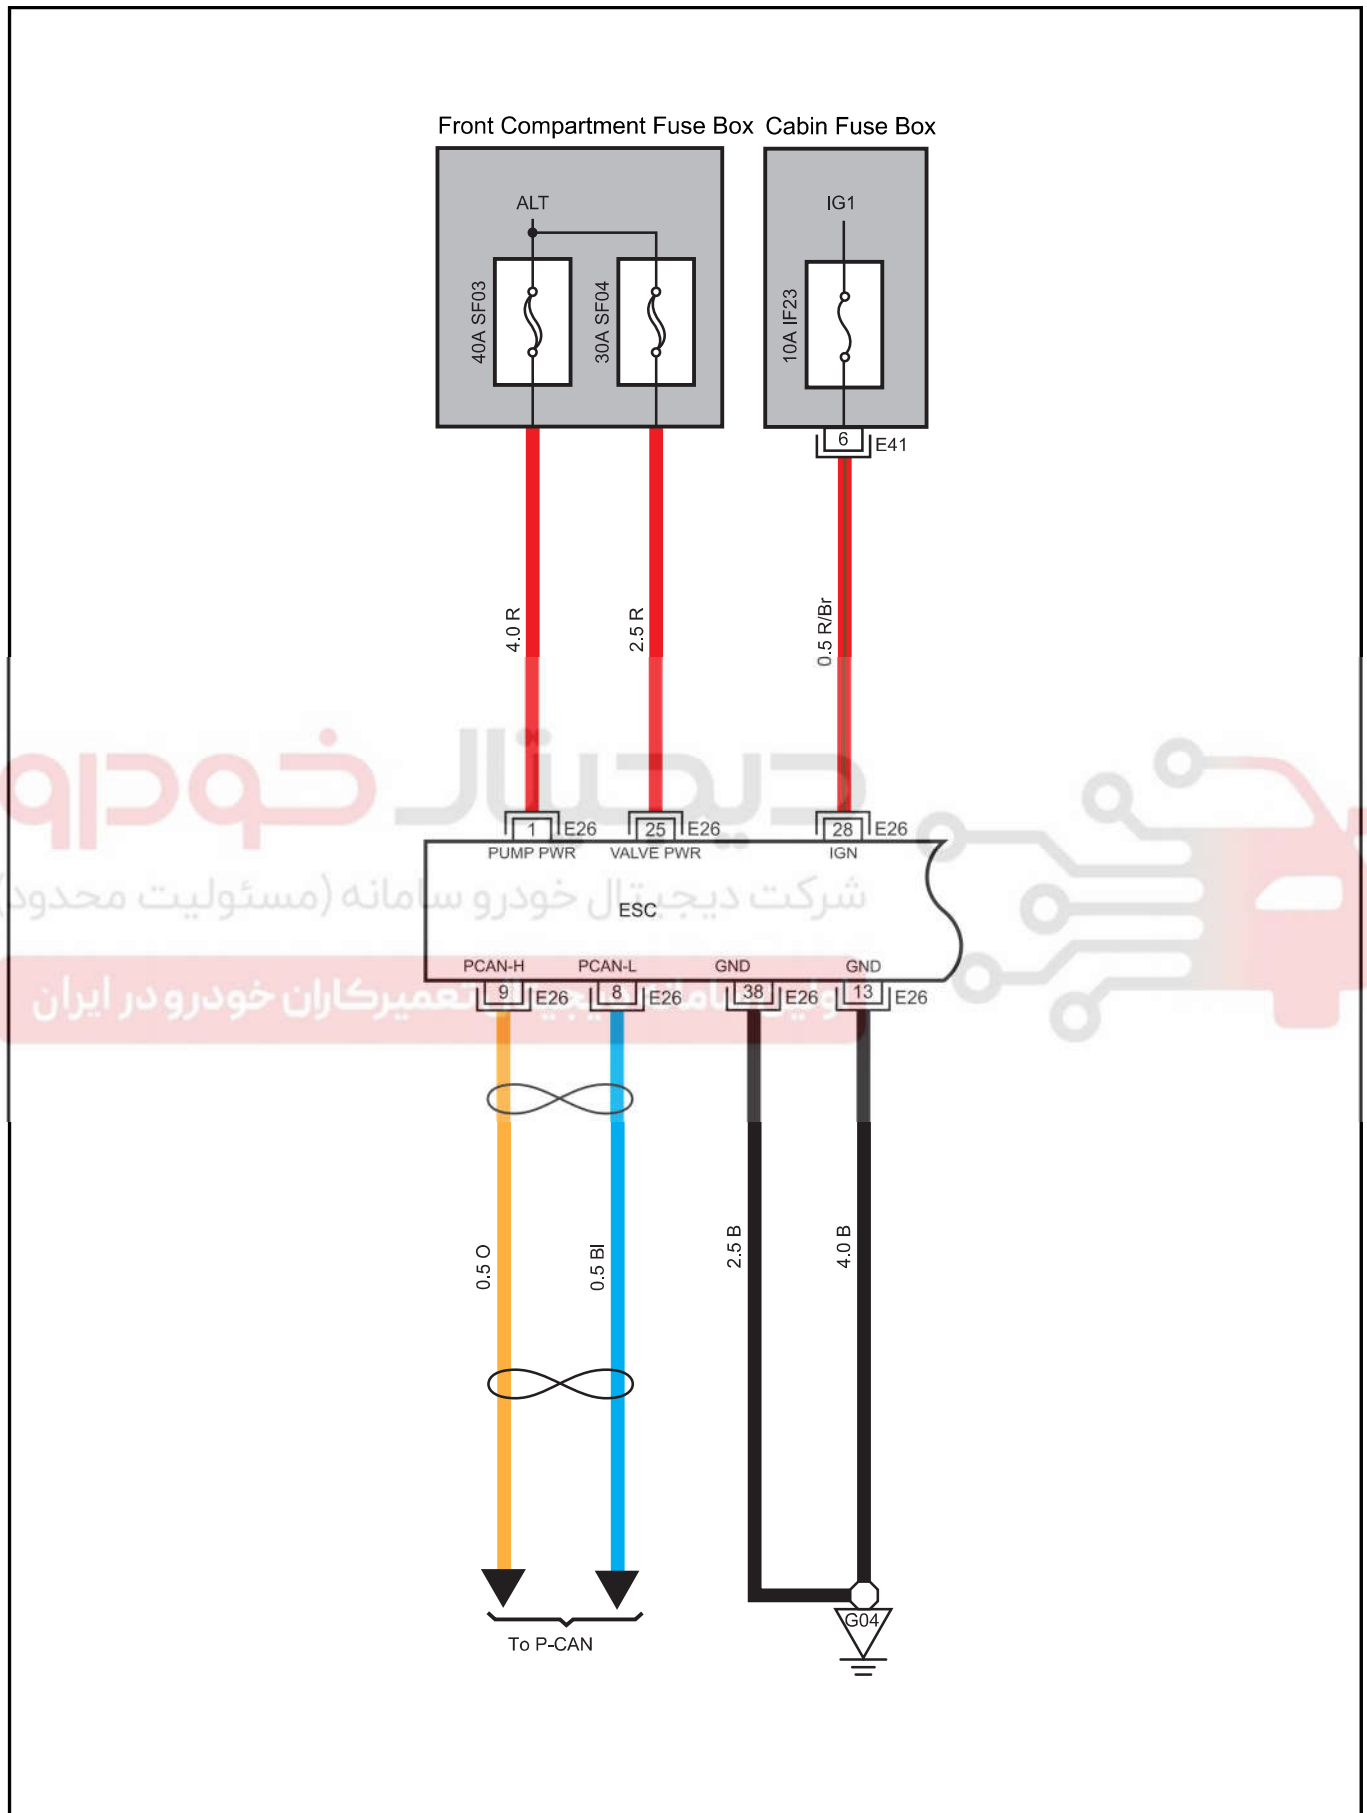 Front Compartment Fuse Box
Cabin Fuse Box
ALT
IG1
40A SF03
30A SF04
10A IF23
6
E41
4.0 R
2.5 R
0.5 R/Br
دیجیتال خودرو
1
E26
25
E26
28
E26
PUMP PWR
VALVE PWR
IGN
شرکت دیجیتال خودرو سامانه (مسئولیت محدود)
ESC
PCAN-H
PCAN-L
GND
GND
اولین سامانه دیجیتال تعمیرکاران خودرو در ایران
9
E26
8
E26
38
E26
13
E26
0.5 O
0.5 Bl
2.5 B
4.0 B
G04
To P-CAN